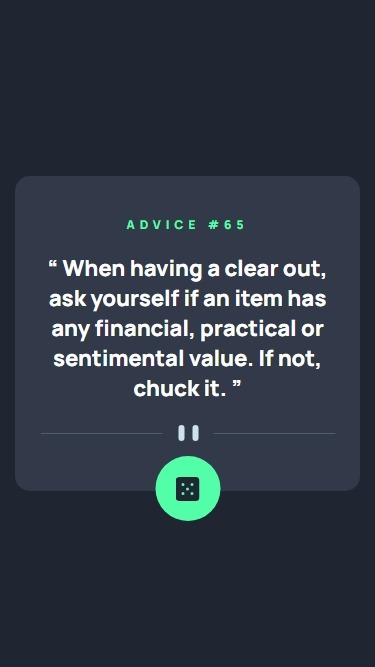 ADVICE #65
“ When having a clear out,
ask yourself if an item has
any financial, practical or
sentimental value. If not,
chuck it. ”